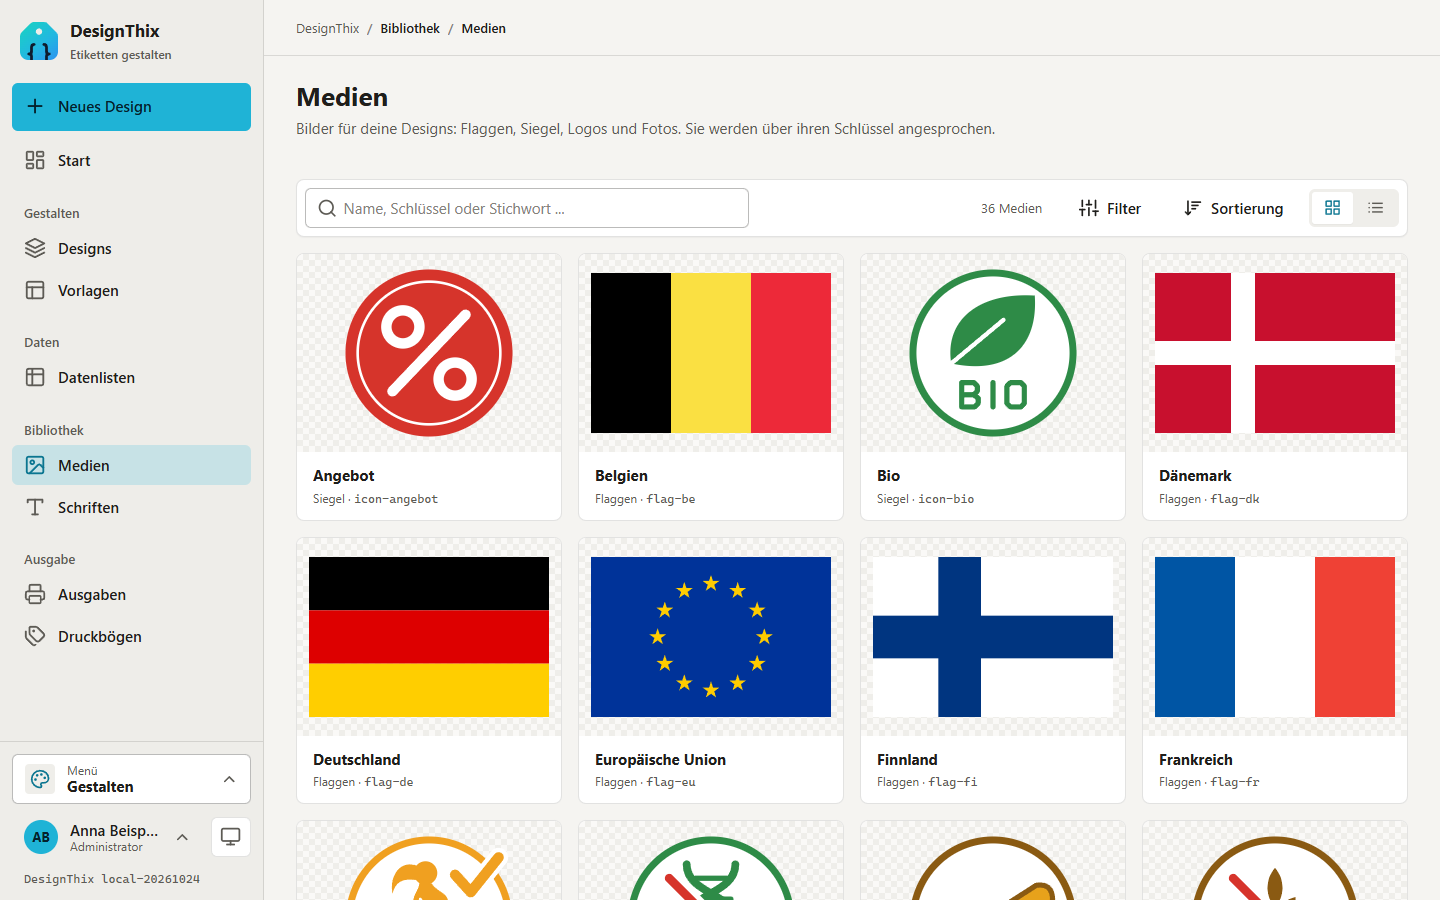 DesignThix
Etiketten gestalten
Neues Design
Start
Gestalten
Designs
Vorlagen
Daten
Datenlisten
Bibliothek
Medien
Schriften
Ausgabe
Ausgaben
Druckbögen
Menü
Gestalten
AB
Anna Beisp...
Administrator
DesignThix local-20261024
DesignThix / Bibliothek / Medien
Medien
Bilder für deine Designs: Flaggen, Siegel, Logos und Fotos. Sie werden über ihren Schlüssel angesprochen.
Name, Schlüssel oder Stichwort ...
36 Medien
Filter
Sortierung
BIO
Angebot
Siegel · icon-angebot
Belgien
Flaggen · flag-be
Bio
Siegel · icon-bio
Dänemark
Flaggen · flag-dk
Deutschland
Flaggen · flag-de
Europäische Union
Flaggen · flag-eu
Finnland
Flaggen · flag-fi
Frankreich
Flaggen · flag-fr